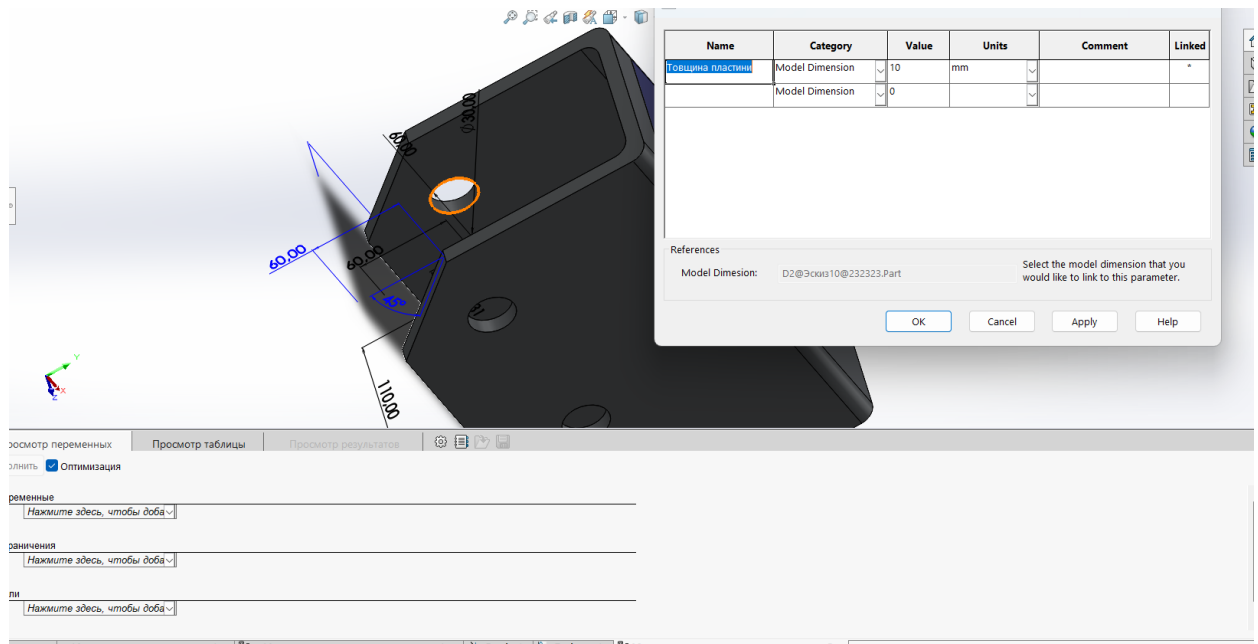 Name Category Value Units Comment Linked
Товщина пластини Model Dimension 10 mm *
Model Dimension 0
References
Model Dimesion: D2@Эскиз10@232323.Part
Select the model dimension that you
would like to link to this parameter.
OK Cancel Apply Help
60,00
Ø30,00
60,00
60,00
45°
110,00
Y
X
Z
росмотр переменных Просмотр таблицы Просмотр результатов
олнить Оптимизация
ременные
Нажмите здесь, чтобы доба
раничения
Нажмите здесь, чтобы доба
ли
Нажмите здесь, чтобы доба